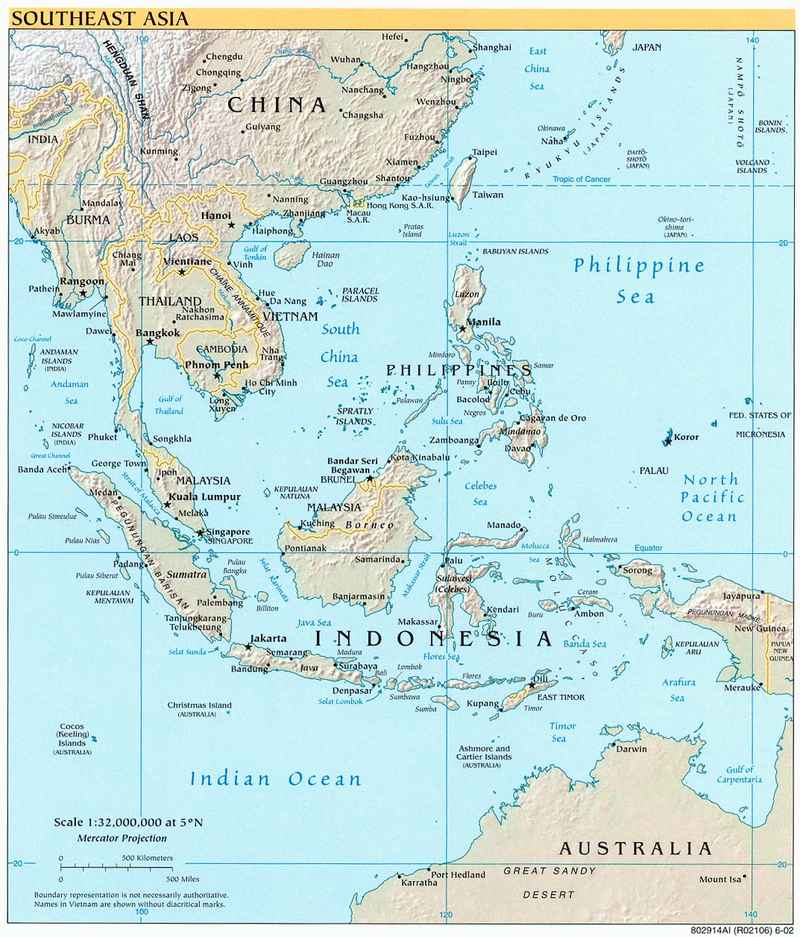 SOUTHEAST ASIA
100
120
140
HENGDUAN SHAN
Chengdu
Chongqing
Zigong
Wuhan
Hefei
Shanghai
Hangzhou
Ningbo
Nanchang
Changsha
Wenzhou
CHINA
Guiyang
Kunming
Fuzhou
Xiamen
Shantou
Guangzhou
Nanning
Zhanjiang
Hong Kong S.A.R.
Macau
S.A.R.
East
China
Sea
JAPAN
Okinawa
Naha
RYUKYU ISLANDS
(JAPAN)
DAITŌ-
SHOTŌ
(JAPAN)
NAMPŌ SHOTŌ
(JAPAN)
BONIN
ISLANDS
VOLCANO
ISLANDS
Taipei
Kao-hsiung
Taiwan
Tropic of Cancer
Okino-tori-
shima
(JAPAN)
INDIA
Mandalay
BURMA
Akyab
Hanoi
Haiphong
LAOS
Gulf of
Tonkin
Hainan
Dao
Pratas
Island
Luzon
Strait
BABUYAN ISLANDS
20
20
Chiang
Mai
Vientiane
Vinh
Rangoon
Pathein
Mawlamyine
THAILAND
Nakhon
Ratchasima
CHAÎNE ANNAMITIQUE
Hue
Da Nang
PARACEL
ISLANDS
VIETNAM
Dawei
Bangkok
CAMBODIA
Phnom Penh
Nha
Trang
Ho Chi Minh
City
Long
Xuyen
South
China
Sea
Luzon
Manila
Philippine
Sea
Coco Channel
ANDAMAN
ISLANDS
(INDIA)
Andaman
Sea
Gulf of
Thailand
Mindoro
PHILIPPINES
Samar
Panay
Iloilo
Cebu
Bacolod
Negros
Palawan
SPRATLY
ISLANDS
Sulu Sea
Cagayan de Oro
Mindanao
Zamboanga
Davao
FED. STATES OF
MICRONESIA
Koror
PALAU
NICOBAR
ISLANDS
(INDIA)
Great Channel
Phuket
Songkhla
Banda Aceh
George Town
Ipoh
MALAYSIA
Kuala Lumpur
Melaka
Strait of Malacca
Medan
Singapore
SINGAPORE
KEPULAUAN
NATUNA
Bandar Seri
Begawan
BRUNEI
Kota Kinabalu
MALAYSIA
Kuching
Borneo
Celebes
Sea
North
Pacific
Ocean
Pulau Simeulue
Pulau Nias
PEGUNUNGAN BARISAN
Pulau Siberut
KEPULAUAN
MENTAWAI
0
0
Padang
Sumatra
Pulau
Bangka
Palembang
Billiton
Pontianak
Selat Karimata
Samarinda
Banjarmasin
Makassar Strait
Manado
Molucca
Sea
Halmahera
Equator
Palu
Sulawesi
(Celebes)
Kendari
Makassar
Sorong
Ceram
Buru
Ambon
MOLUCCAS
Jayapura
PEGUNUNGAN MAOKE
New Guinea
PAPUA
NEW
GUINEA
Tanjungkarang
Telukbetung
Jakarta
Java Sea
INDONESIA
Banda Sea
KEPULAUAN
ARU
Selat Sunda
Semarang
Madura
Bandung
Java
Surabaya
Bali
Lombok
Flores Sea
Flores
Denpasar
Selat Lombok
Sumbawa
Sumba
Dili
EAST TIMOR
Kupang
Timor
Merauke
Arafura
Sea
Christmas Island
(AUSTRALIA)
Cocos
(Keeling)
Islands
(AUSTRALIA)
Timor
Sea
Ashmore and
Cartier Islands
(AUSTRALIA)
Darwin
Gulf of
Carpentaria
Indian Ocean
Scale 1:32,000,000 at 5°N
Mercator Projection
0
500 Kilometers
0
500 Miles
Boundary representation is not necessarily authoritative.
Names in Vietnam are shown without diacritical marks.
AUSTRALIA
20
20
Port Hedland
Karratha
GREAT SANDY
DESERT
Mount Isa
100
120
140
802914AI (R02106) 6-02